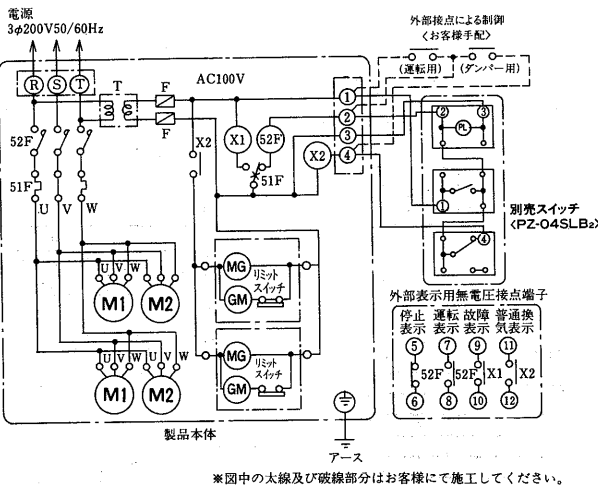 電源
3φ200V50/60Hz
外部接点による制御
〈お客様手配〉
(運転用) (ダンパー用)
R S T
T
F
F
AC100V
① ② ③ ④
X2
X1
52F
51F
X2
52F
51F
U V W
U V W
M1 M2
U V W
U V W
M1 M2
U V W
MG
GM
リミット
スイッチ
MG
GM
リミット
スイッチ
② ③
PL
①
④
別売スイッチ
〈PZ-04SLB₂〉
外部表示用無電圧接点端子
停止表示 運転表示 故障表示 普通換気表示
⑤ ⑦ ⑨ ⑪
52F 52F X1 X2
⑥ ⑧ ⑩ ⑫
製品本体
アース
※図中の太線及び破線部分はお客様にて施工してください。